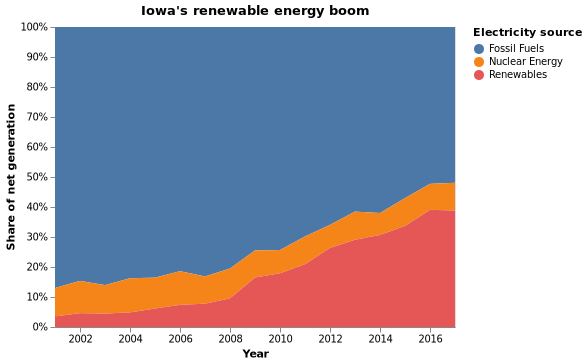 Iowa's renewable energy boom
Electricity source
Fossil Fuels
Nuclear Energy
Renewables
Share of net generation
100%
90%
80%
70%
60%
50%
40%
30%
20%
10%
0%
2002 2004 2006 2008 2010 2012 2014 2016
Year